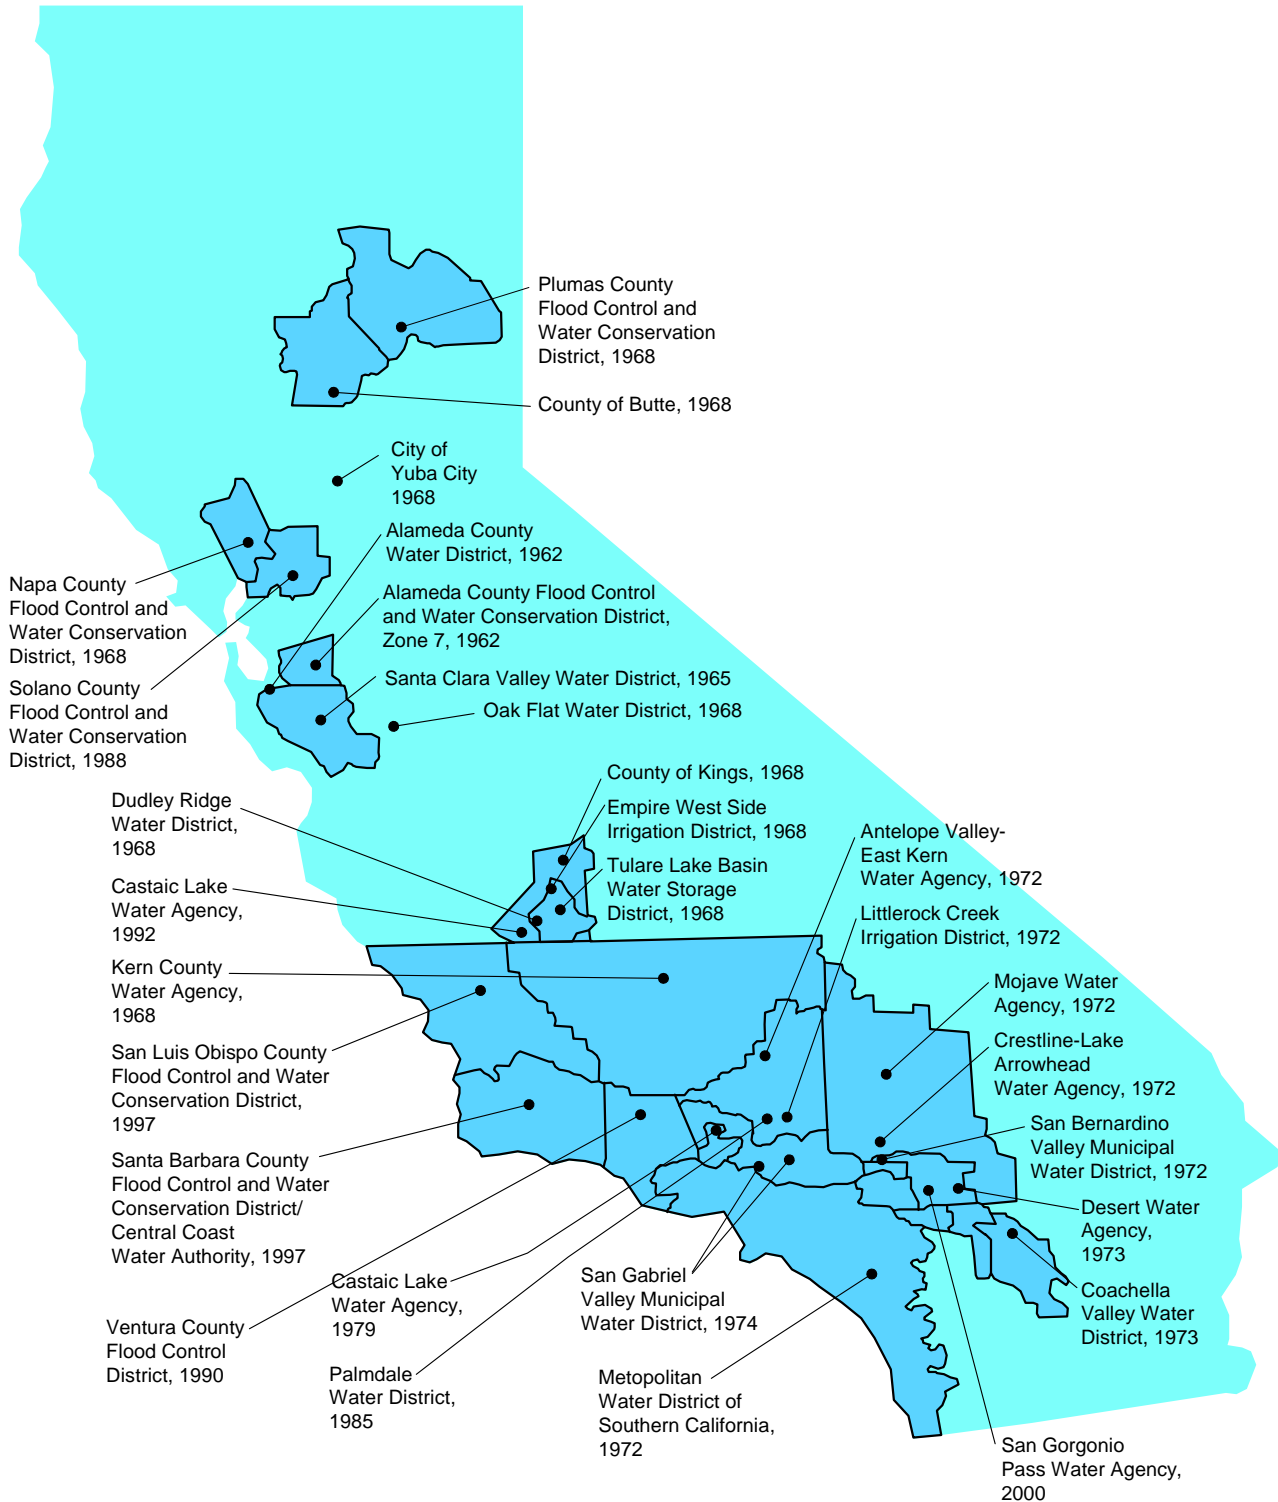 Plumas County
Flood Control and
Water Conservation
District, 1968
County of Butte, 1968
City of
Yuba City
1968
Alameda County
Water District, 1962
Napa County
Flood Control and
Water Conservation
District, 1968
Alameda County Flood Control
and Water Conservation District,
Zone 7, 1962
Solano County
Flood Control and
Water Conservation
District, 1988
Santa Clara Valley Water District, 1965
Oak Flat Water District, 1968
County of Kings, 1968
Dudley Ridge
Water District,
1968
Empire West Side
Irrigation District, 1968
Antelope Valley-
East Kern
Water Agency, 1972
Tulare Lake Basin
Water Storage
District, 1968
Castaic Lake
Water Agency,
1992
Littlerock Creek
Irrigation District, 1972
Kern County
Water Agency,
1968
Mojave Water
Agency, 1972
San Luis Obispo County
Flood Control and Water
Conservation District,
1997
Crestline-Lake
Arrowhead
Water Agency, 1972
San Bernardino
Valley Municipal
Water District, 1972
Santa Barbara County
Flood Control and Water
Conservation District/
Central Coast
Water Authority, 1997
Desert Water
Agency,
1973
Castaic Lake
Water Agency,
1979
San Gabriel
Valley Municipal
Water District, 1974
Coachella
Valley Water
District, 1973
Ventura County
Flood Control
District, 1990
Palmdale
Water District,
1985
Metopolitan
Water District of
Southern California,
1972
San Gorgonio
Pass Water Agency,
2000